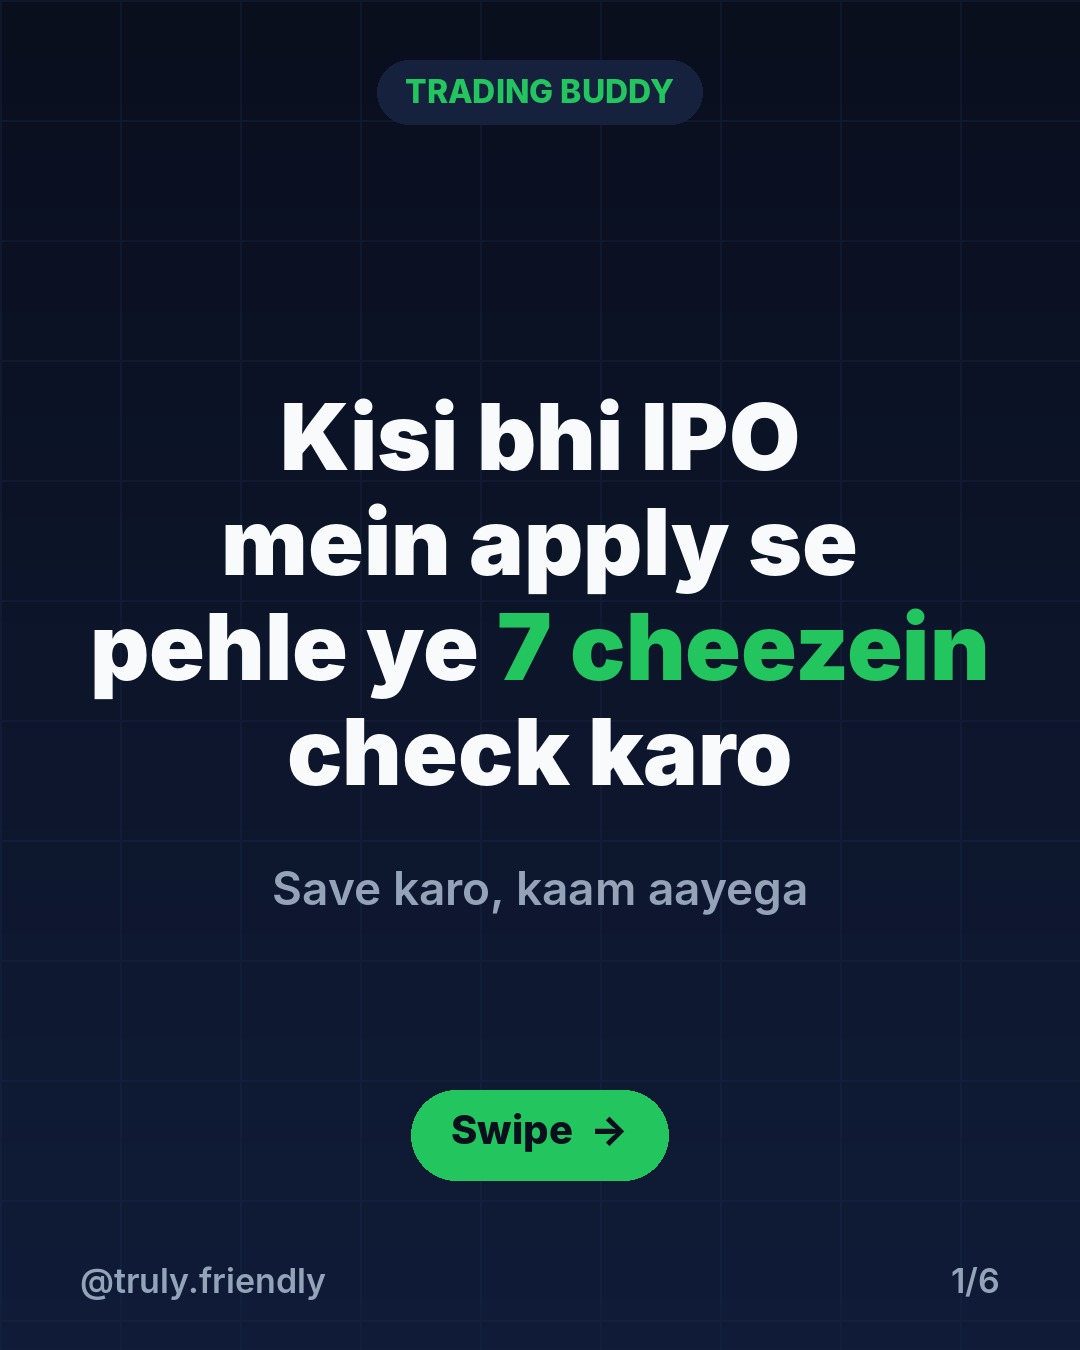 TRADING BUDDY
Kisi bhi IPO
mein apply se
pehle ye 7 cheezein
check karo
Save karo, kaam aayega
Swipe →
@truly.friendly
1/6